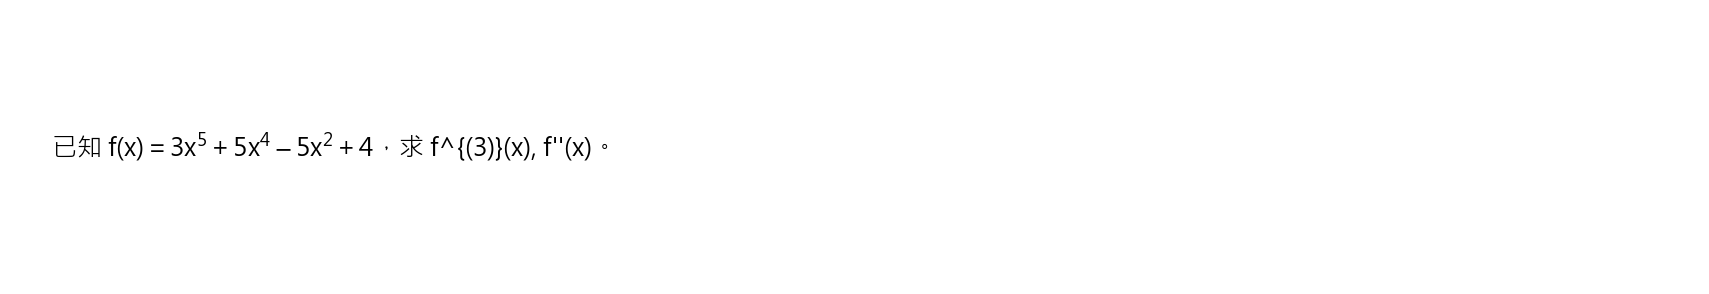 已知 f(x) = 3x⁵ + 5x⁴ – 5x² + 4，求 f^{(3)}(x), f''(x)。